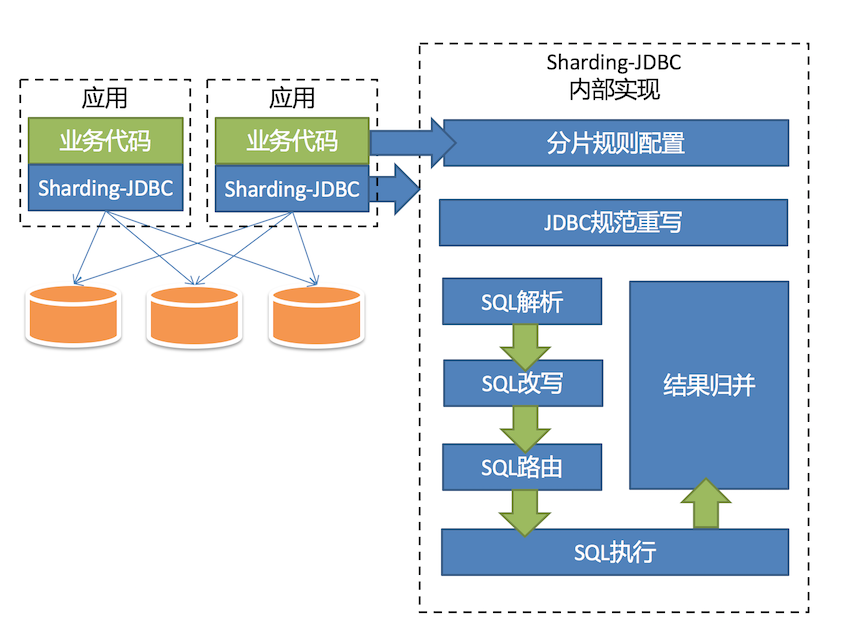 应用
业务代码
Sharding-JDBC
应用
业务代码
Sharding-JDBC
Sharding-JDBC
内部实现
分片规则配置
JDBC规范重写
SQL解析
SQL改写
SQL路由
结果归并
SQL执行